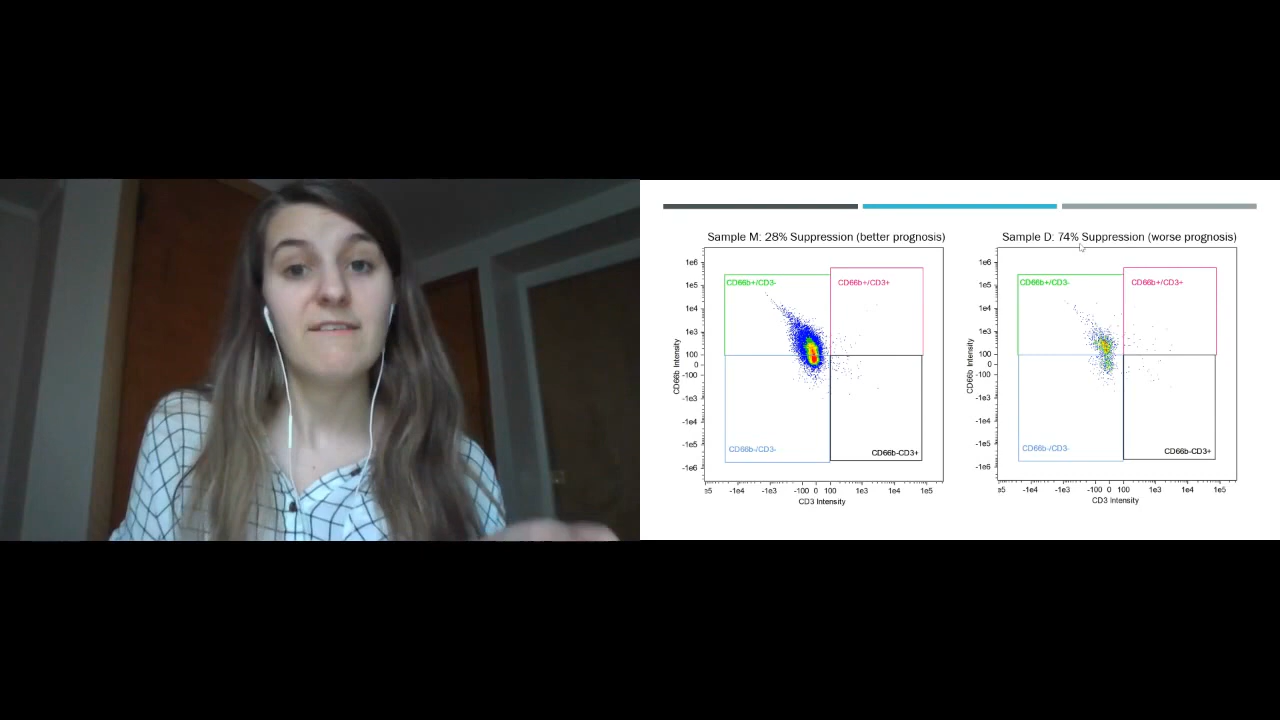 Sample M: 28% Suppression (better prognosis)
1e6
1e5
1e4
1e3
100
0
-100
-1e3
-1e4
-1e5
-1e6
CD66b Intensity
CD66b+/CD3-
CD66b+/CD3+
CD66b-/CD3-
CD66b-CD3+
-1e4
-1e3
-100
0
100
1e3
1e4
1e5
CD3 Intensity
Sample D: 74% Suppression (worse prognosis)
1e6
1e5
1e4
1e3
100
0
-100
-1e3
-1e4
-1e5
-1e6
CD66b Intensity
CD66b+/CD3-
CD66b+/CD3+
CD66b-/CD3-
CD66b-CD3+
-1e4
-1e3
-100
0
100
1e3
1e4
1e5
CD3 Intensity